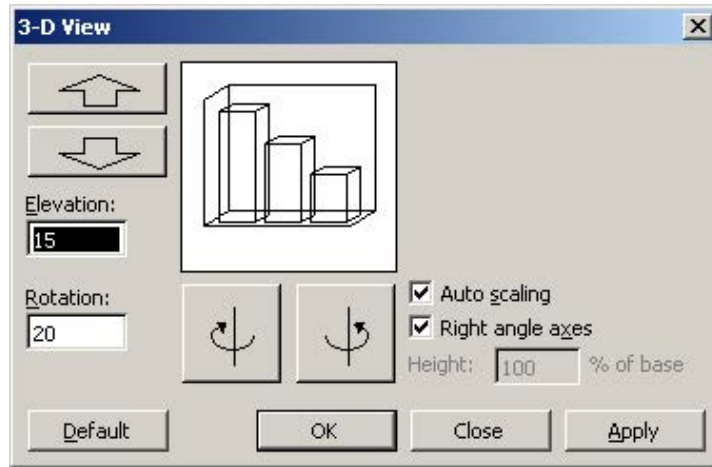 3-D View
Elevation:
15
Rotation:
20
Auto scaling
Right angle axes
Height: 100 % of base
Default OK Close Apply